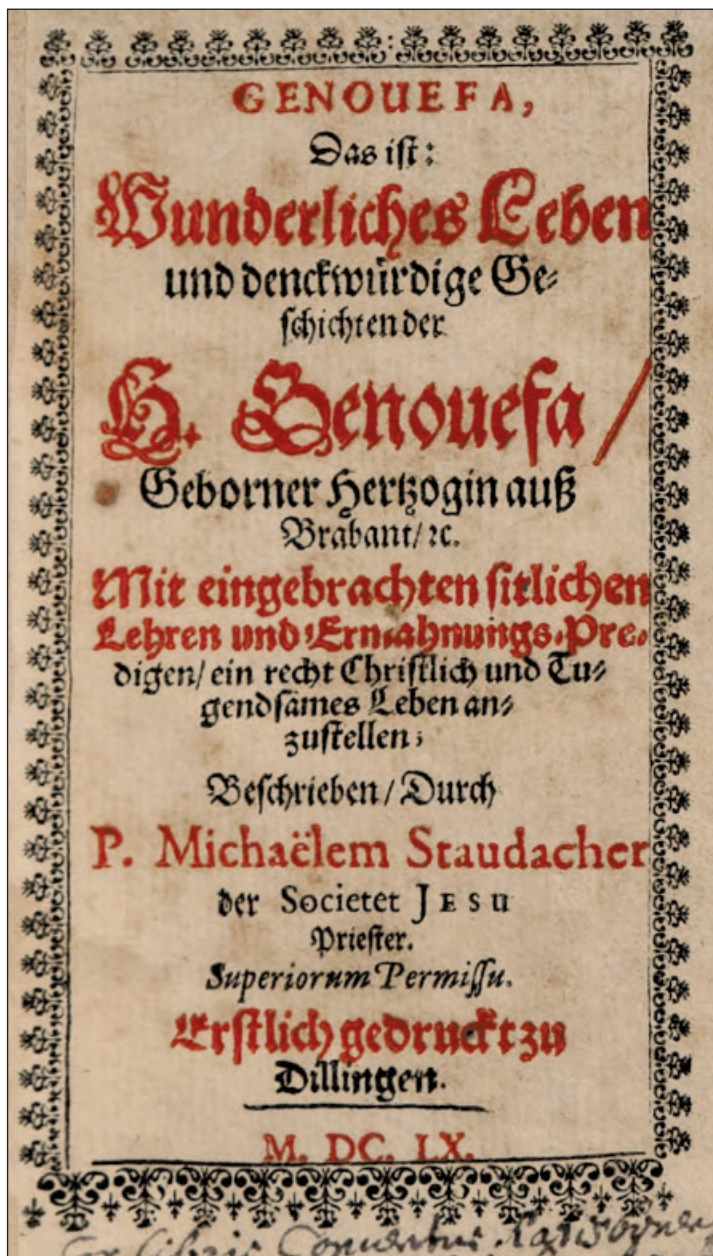 GENOUEFA,
Das ist:
Wunderliches Leben
und denckwürdige Ge-
schichten der
H. Genouefa /
Geborner Hertzogin auß
Brabant / ꝛc.
Mit eingebrachten sitlichen
Lehren und Ermahnungs-Pre-
digen / ein recht Christlich und Tu-
gendsames Leben an-
zustellen;
Beschrieben / Durch
P. Michaëlem Staudacher
der Societet JESU
Priester.
Superiorum Permissu.
Erstlich gedruckt zu
Dillingen.
M. DC. LX.
Conventus